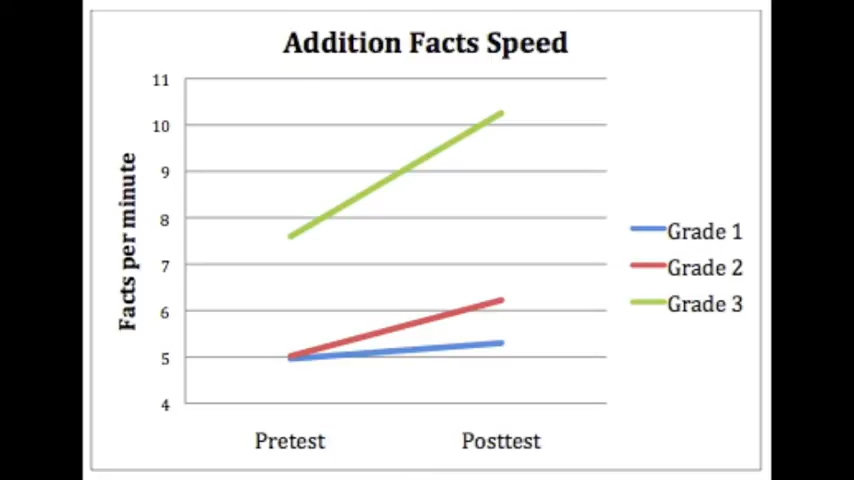 Addition Facts Speed
Facts per minute
11
10
9
8
7
6
5
4
Pretest Posttest
Grade 1
Grade 2
Grade 3